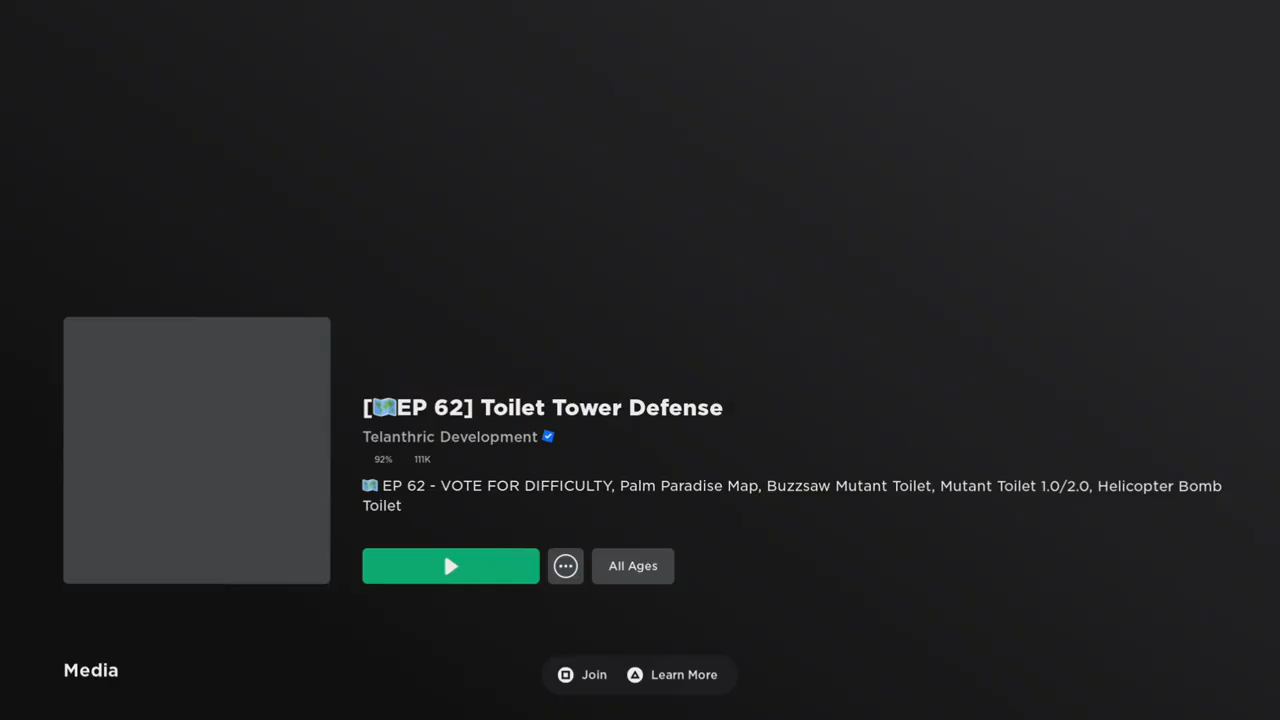 [🗺️EP 62] Toilet Tower Defense
Telanthric Development
92% 111K
🗺️ EP 62 - VOTE FOR DIFFICULTY, Palm Paradise Map, Buzzsaw Mutant Toilet, Mutant Toilet 1.0/2.0, Helicopter Bomb
Toilet
All Ages
Media
Join Learn More